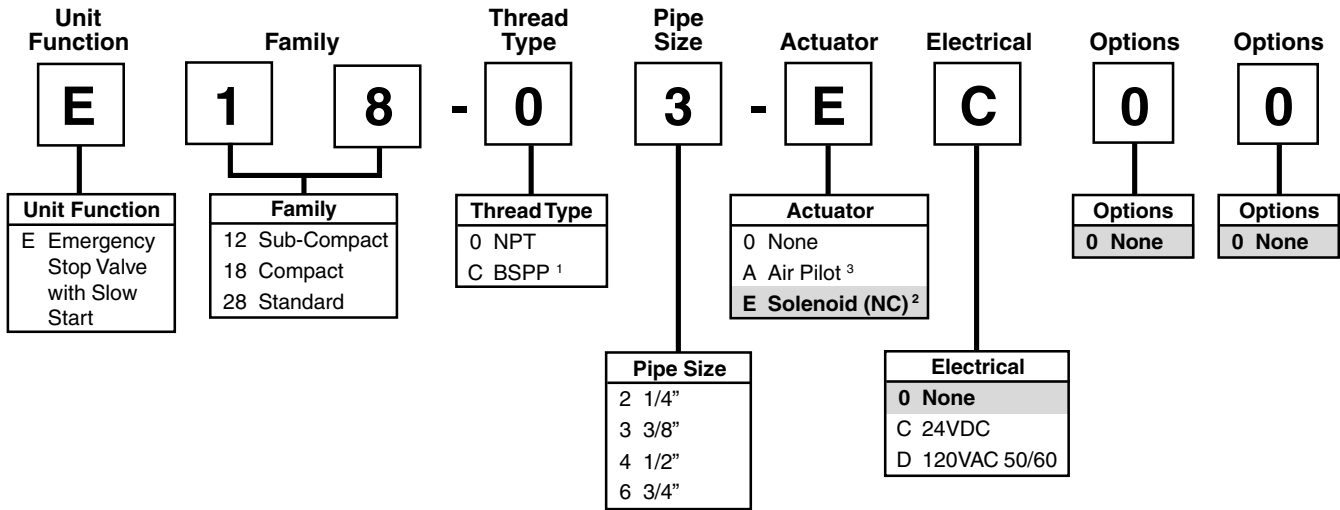 Unit
Function
Family
Thread
Type
Pipe
Size
Actuator
Electrical
Options
Options
E 1 8 - 0 3 - E C 0 0
Unit Function
E Emergency
Stop Valve
with Slow
Start
Family
12 Sub-Compact
18 Compact
28 Standard
Thread Type
0 NPT
C BSPP 1
Actuator
0 None
A Air Pilot 3
E Solenoid (NC) 2
Options
0 None
Options
0 None
Pipe Size
2 1/4”
3 3/8”
4 1/2”
6 3/4”
Electrical
0 None
C 24VDC
D 120VAC 50/60